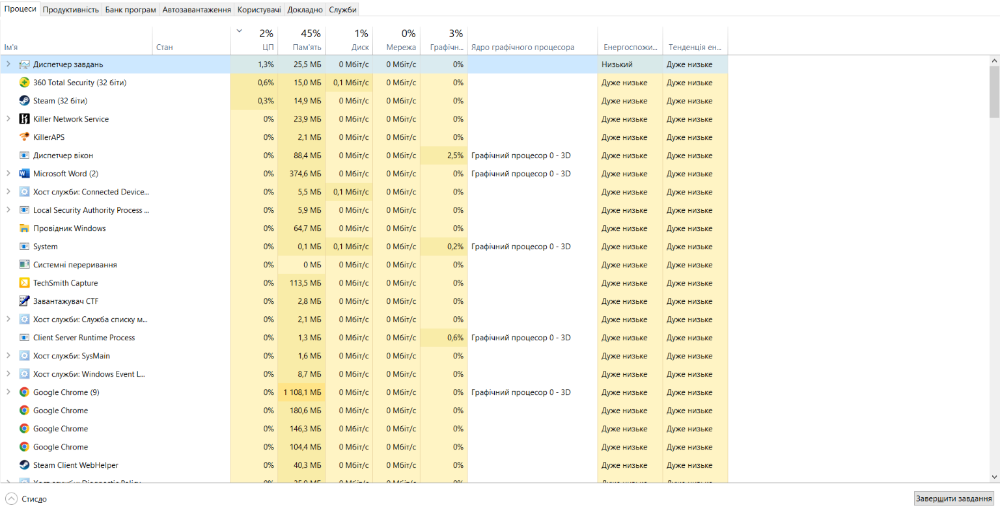 Процеси Продуктивність Банк програм Автозавантаження Користувачі Докладно Служби
2% 45% 1% 0% 3%
Ім'я Стан ЦП Пам'ять Диск Мережа Графічн... Ядро графічного процесора Енергоспожи... Тенденція ен...
Диспетчер завдань 1,3% 25,5 МБ 0 Мбіт/с 0 Мбіт/с 0% Низький Дуже низьке
360 Total Security (32 біти) 0,6% 15,0 МБ 0,1 Мбіт/с 0 Мбіт/с 0% Дуже низьке Дуже низьке
Steam (32 біти) 0,3% 14,9 МБ 0 Мбіт/с 0 Мбіт/с 0% Дуже низьке Дуже низьке
Killer Network Service 0% 23,9 МБ 0 Мбіт/с 0 Мбіт/с 0% Дуже низьке Дуже низьке
KillerAPS 0% 2,1 МБ 0 Мбіт/с 0 Мбіт/с 0% Дуже низьке Дуже низьке
Диспетчер вікон 0% 88,4 МБ 0 Мбіт/с 0 Мбіт/с 2,5% Графічний процесор 0 - 3D Дуже низьке Дуже низьке
Microsoft Word (2) 0% 374,6 МБ 0 Мбіт/с 0 Мбіт/с 0% Графічний процесор 0 - 3D Дуже низьке Дуже низьке
Хост служби: Connected Device... 0% 5,5 МБ 0,1 Мбіт/с 0 Мбіт/с 0% Дуже низьке Дуже низьке
Local Security Authority Process ... 0% 5,9 МБ 0 Мбіт/с 0 Мбіт/с 0% Дуже низьке Дуже низьке
Провідник Windows 0% 64,7 МБ 0 Мбіт/с 0 Мбіт/с 0% Дуже низьке Дуже низьке
System 0% 0,1 МБ 0,1 Мбіт/с 0 Мбіт/с 0,2% Графічний процесор 0 - 3D Дуже низьке Дуже низьке
Системні переривання 0% 0 МБ 0 Мбіт/с 0 Мбіт/с 0% Дуже низьке Дуже низьке
TechSmith Capture 0% 113,5 МБ 0 Мбіт/с 0 Мбіт/с 0% Дуже низьке Дуже низьке
Завантажувач CTF 0% 2,8 МБ 0 Мбіт/с 0 Мбіт/с 0% Дуже низьке Дуже низьке
Хост служби: Служба списку м... 0% 2,1 МБ 0 Мбіт/с 0 Мбіт/с 0% Дуже низьке Дуже низьке
Client Server Runtime Process 0% 1,3 МБ 0 Мбіт/с 0 Мбіт/с 0,6% Графічний процесор 0 - 3D Дуже низьке Дуже низьке
Хост служби: SysMain 0% 1,6 МБ 0 Мбіт/с 0 Мбіт/с 0% Дуже низьке Дуже низьке
Хост служби: Windows Event L... 0% 8,7 МБ 0 Мбіт/с 0 Мбіт/с 0% Дуже низьке Дуже низьке
Google Chrome (9) 0% 1 108,1 МБ 0 Мбіт/с 0 Мбіт/с 0% Графічний процесор 0 - 3D Дуже низьке Дуже низьке
Google Chrome 0% 180,6 МБ 0 Мбіт/с 0 Мбіт/с 0% Дуже низьке Дуже низьке
Google Chrome 0% 146,3 МБ 0 Мбіт/с 0 Мбіт/с 0% Дуже низьке Дуже низьке
Google Chrome 0% 104,4 МБ 0 Мбіт/с 0 Мбіт/с 0% Дуже низьке Дуже низьке
Steam Client WebHelper 0% 40,3 МБ 0 Мбіт/с 0 Мбіт/с 0% Дуже низьке Дуже низьке
Стисло Завершити завдання